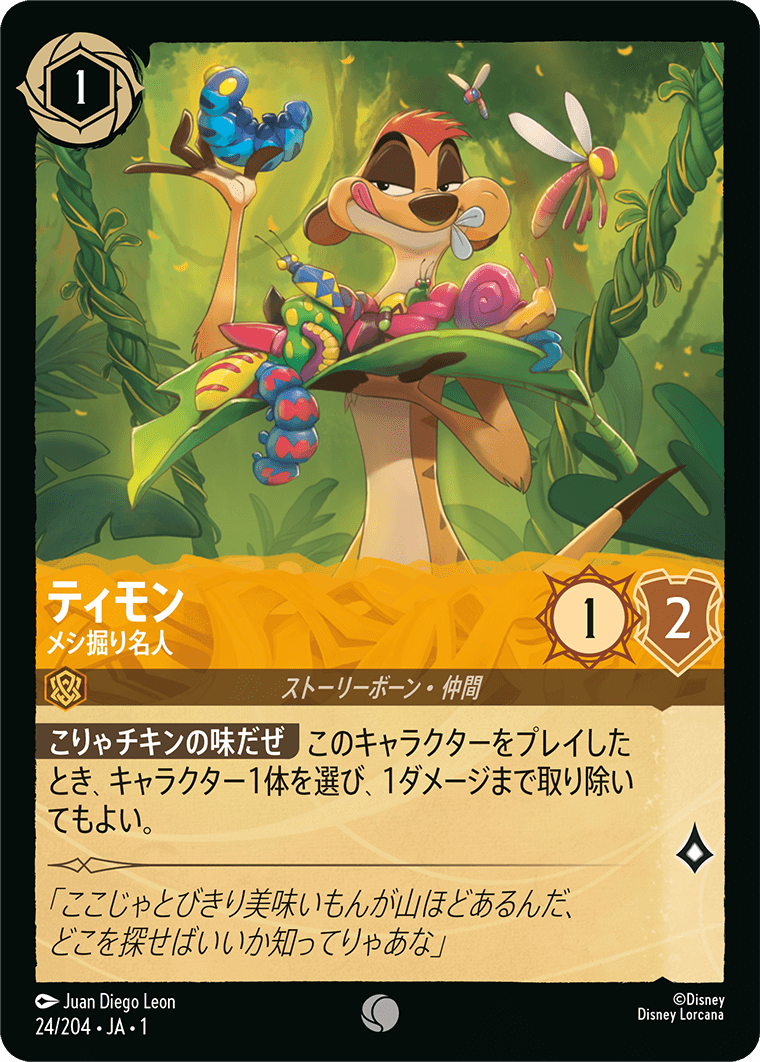 1
ティモン
メシ掘り名人
1
2
ストーリーボーン・仲間
こりゃチキンの味だぜ このキャラクターをプレイした
とき、キャラクター1体を選び、1ダメージまで取り除い
てもよい。
「ここじゃとびきり美味いもんが山ほどあるんだ、
どこを探せばいいか知ってりゃあな」
Juan Diego Leon
©Disney
24/204・JA・1
Disney Lorcana